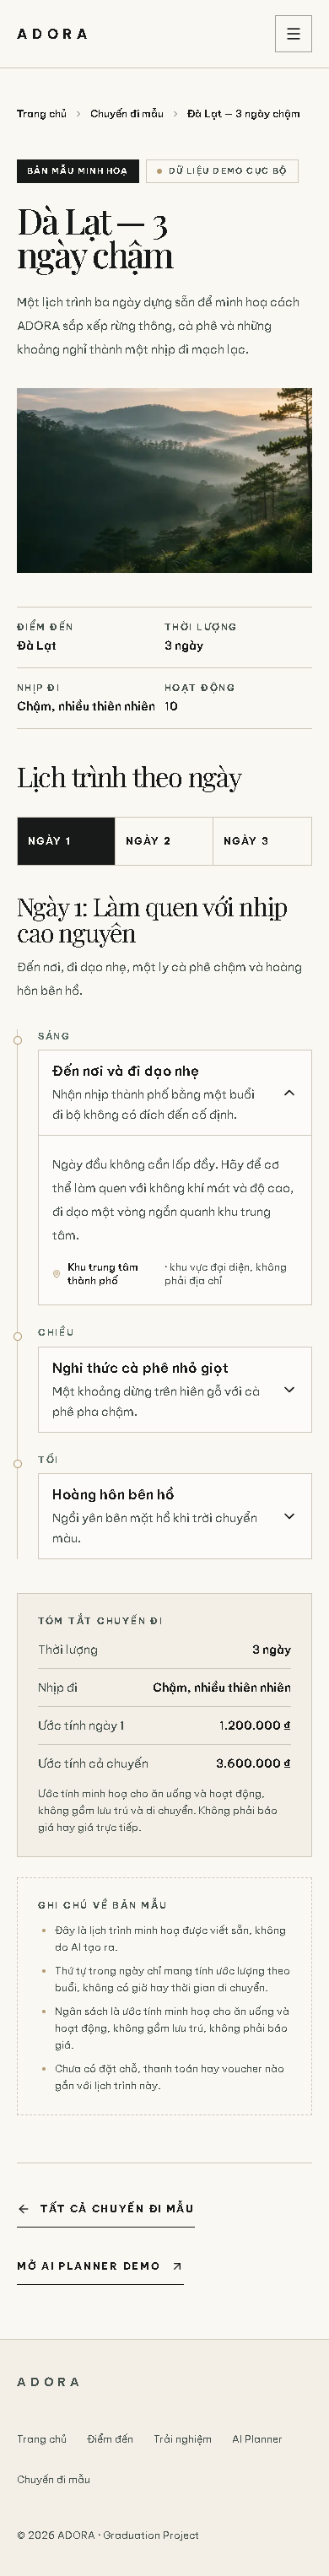 ADORA
Trang chủ > Chuyến đi mẫu > Đà Lạt — 3 ngày chậm
BẢN MẪU MINH HOẠ
DỮ LIỆU DEMO CỤC BỘ
Đà Lạt — 3
ngày chậm
Một lịch trình ba ngày dựng sẵn để minh hoạ cách
ADORA sắp xếp rừng thông, cà phê và những
khoảng nghỉ thành một nhịp đi mạch lạc.
ĐIỂM ĐẾN
Đà Lạt
THỜI LƯỢNG
3 ngày
NHỊP ĐI
Chậm, nhiều thiên nhiên
HOẠT ĐỘNG
10
Lịch trình theo ngày
NGÀY 1
NGÀY 2
NGÀY 3
Ngày 1: Làm quen với nhịp
cao nguyên
Đến nơi, đi dạo nhẹ, một ly cà phê chậm và hoàng
hôn bên hồ.
SÁNG
Đến nơi và đi dạo nhẹ
Nhận nhịp thành phố bằng một buổi
đi bộ không có đích đến cố định.
Ngày đầu không cần lấp đầy. Hãy để cơ
thể làm quen với không khí mát và độ cao,
đi dạo một vòng ngắn quanh khu trung
tâm.
Khu trung tâm
thành phố
· khu vực đại diện, không
phải địa chỉ
CHIỀU
Nghi thức cà phê nhỏ giọt
Một khoảng dừng trên hiên gỗ với cà
phê pha chậm.
TỐI
Hoàng hôn bên hồ
Ngồi yên bên mặt hồ khi trời chuyển
màu.
TÓM TẮT CHUYẾN ĐI
Thời lượng 3 ngày
Nhịp đi Chậm, nhiều thiên nhiên
Ước tính ngày 1 1.200.000 ₫
Ước tính cả chuyến 3.600.000 ₫
Ước tính minh hoạ cho ăn uống và hoạt động,
không gồm lưu trú và di chuyển. Không phải báo
giá hay giá trực tiếp.
GHI CHÚ VỀ BẢN MẪU
Đây là lịch trình minh hoạ được viết sẵn, không
do AI tạo ra.
Thứ tự trong ngày chỉ mang tính ước lượng theo
buổi, không có giờ hay thời gian di chuyển.
Ngân sách là ước tính minh hoạ cho ăn uống và
hoạt động, không gồm lưu trú, không phải báo
giá.
Chưa có đặt chỗ, thanh toán hay voucher nào
gắn với lịch trình này.
← TẤT CẢ CHUYẾN ĐI MẪU
MỞ AI PLANNER DEMO ↗
ADORA
Trang chủ Điểm đến Trải nghiệm AI Planner
Chuyến đi mẫu
© 2026 ADORA · Graduation Project